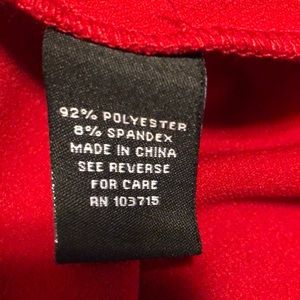 92% POLYESTER
8% SPANDEX
MADE IN CHINA
SEE REVERSE
FOR CARE
RN 103715